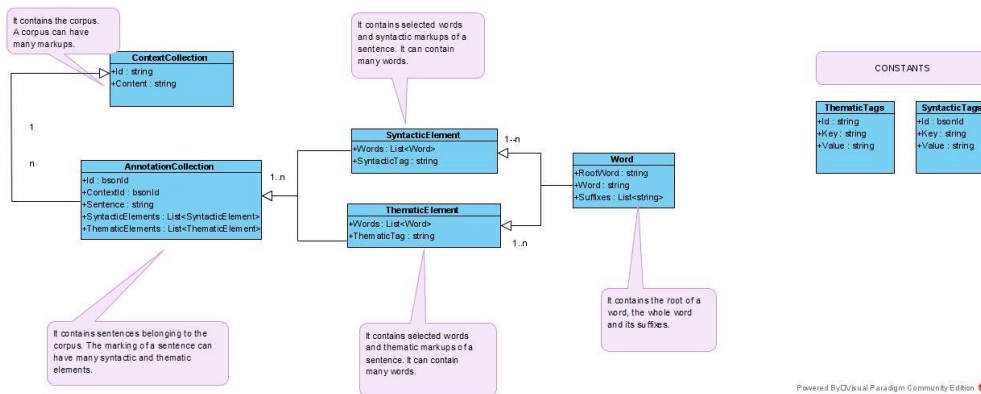 It contains the corpus.
A corpus can have
many markups.
ContextCollection
+Id : string
+Content : string
1
n
AnnotationCollection
+Id : bsonId
+ContextId : bsonId
+Sentence : string
+SyntacticElements : List<SyntacticElement>
+ThematicElements : List<ThematicElement>
1..n
It contains sentences belonging to the
corpus. The marking of a sentence can
have many syntactic and thematic
elements.
It contains selected words
and syntactic markups of a
sentence. It can contain
many words.
SyntacticElement
+Words : List<Word>
+SyntacticTag : string
1--n
ThematicElement
+Words : List<Word>
+ThematicTag : string
1..n
It contains selected words
and thematic markups of a
sentence. It can contain
many words.
Word
+RootWord : string
+Word : string
+Suffixes : List<string>
It contains the root of a
word, the whole word
and its suffixes.
CONSTANTS
ThematicTags
+Id : string
+Key : string
+Value : string
SyntacticTags
+Id : bsonId
+Key : string
+Value : string
Powered By Visual Paradigm Community Edition